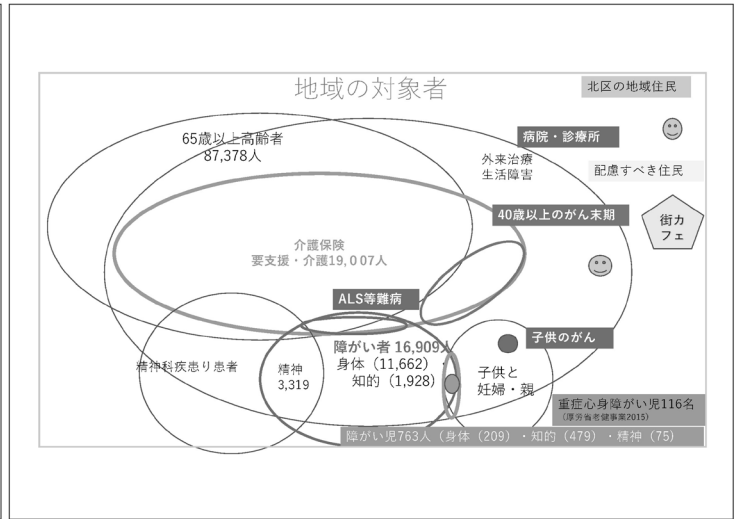 地域の対象者
北区の地域住民
65歳以上高齢者
87,378人
病院・診療所
外来治療
生活障害
配慮すべき住民
40歳以上のがん末期
街カ
フェ
介護保険
要支援・介護19,007人
ALS等難病
子供のがん
障がい者 16,909人
身体（11,662）
知的（1,928）
精神科疾患り患者
精神
3,319
子供と
妊婦・親
重症心身障がい児116名
（厚労省老健事業2015）
障がい児763人（身体（209）・知的（479）・精神（75）